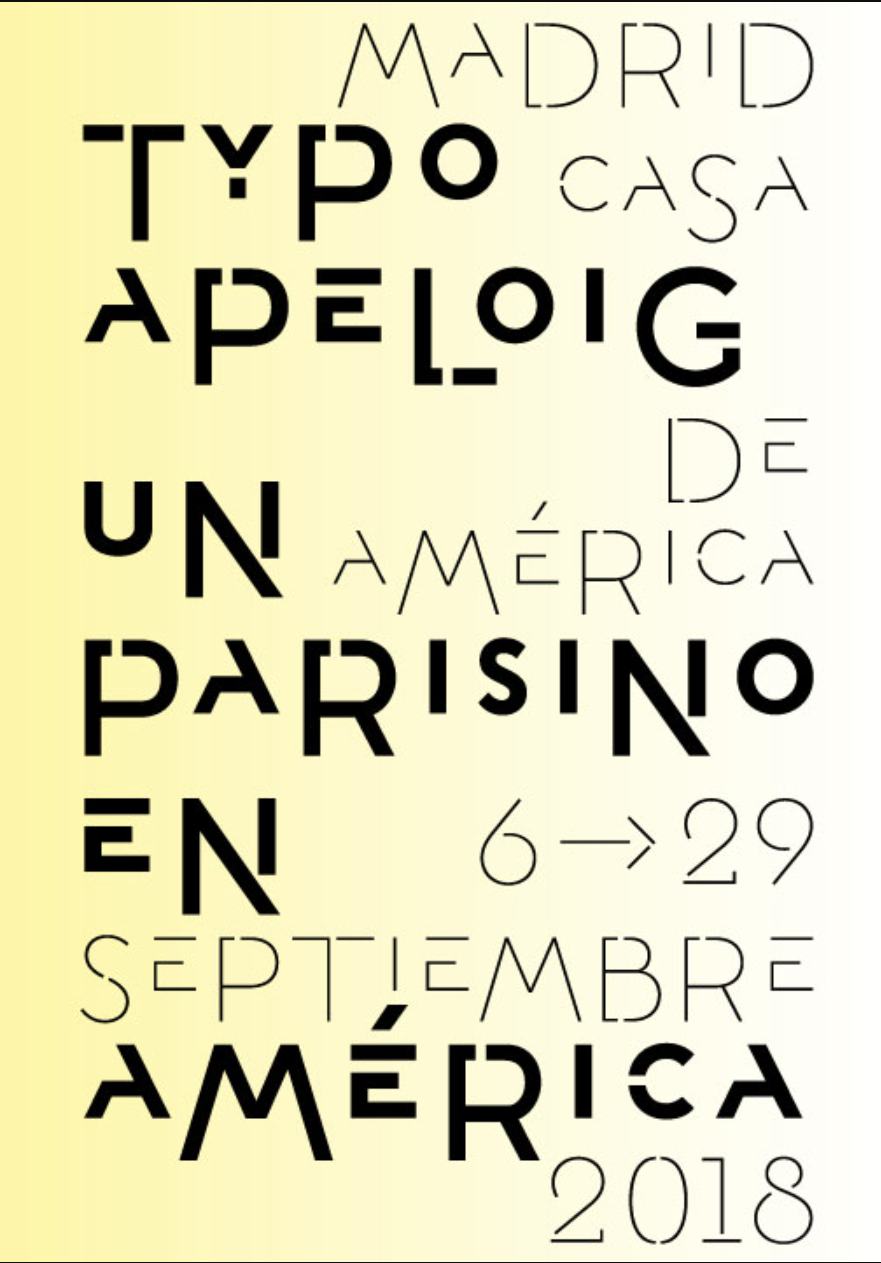 MADRID
TYPO CASA
APELOIG
DE
UN AMÉRICA
PARISINO
EN 6→29
SEPTIEMBRE
AMÉRICA
2018